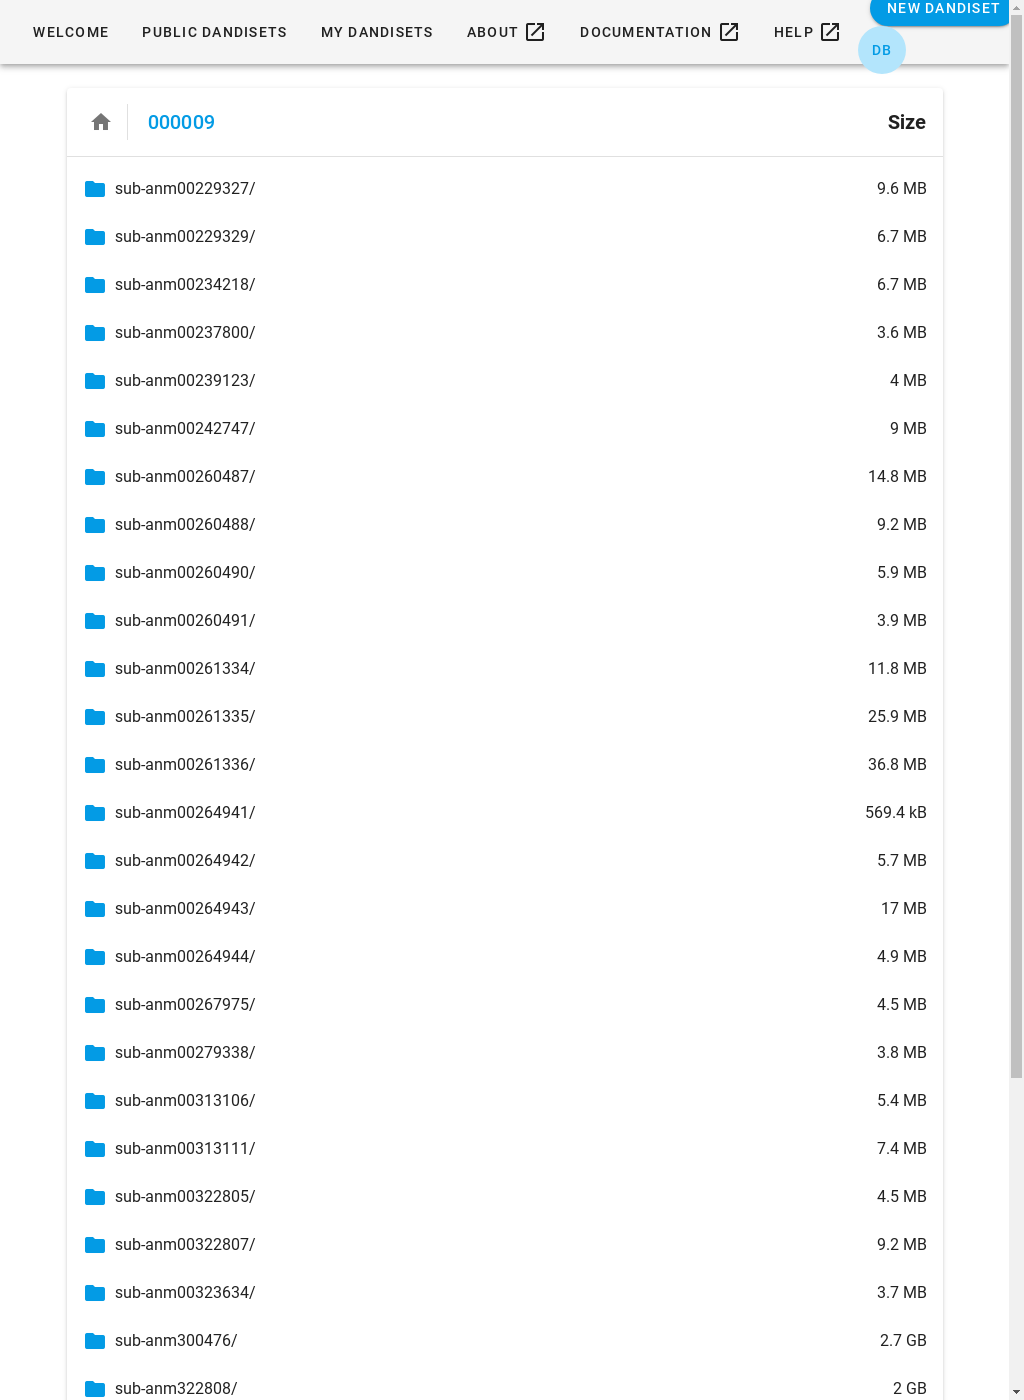 WELCOME PUBLIC DANDISETS MY DANDISETS ABOUT DOCUMENTATION HELP NEW DANDISET
DB
000009 Size
sub-anm00229327/ 9.6 MB
sub-anm00229329/ 6.7 MB
sub-anm00234218/ 6.7 MB
sub-anm00237800/ 3.6 MB
sub-anm00239123/ 4 MB
sub-anm00242747/ 9 MB
sub-anm00260487/ 14.8 MB
sub-anm00260488/ 9.2 MB
sub-anm00260490/ 5.9 MB
sub-anm00260491/ 3.9 MB
sub-anm00261334/ 11.8 MB
sub-anm00261335/ 25.9 MB
sub-anm00261336/ 36.8 MB
sub-anm00264941/ 569.4 kB
sub-anm00264942/ 5.7 MB
sub-anm00264943/ 17 MB
sub-anm00264944/ 4.9 MB
sub-anm00267975/ 4.5 MB
sub-anm00279338/ 3.8 MB
sub-anm00313106/ 5.4 MB
sub-anm00313111/ 7.4 MB
sub-anm00322805/ 4.5 MB
sub-anm00322807/ 9.2 MB
sub-anm00323634/ 3.7 MB
sub-anm300476/ 2.7 GB
sub-anm322808/ 2 GB